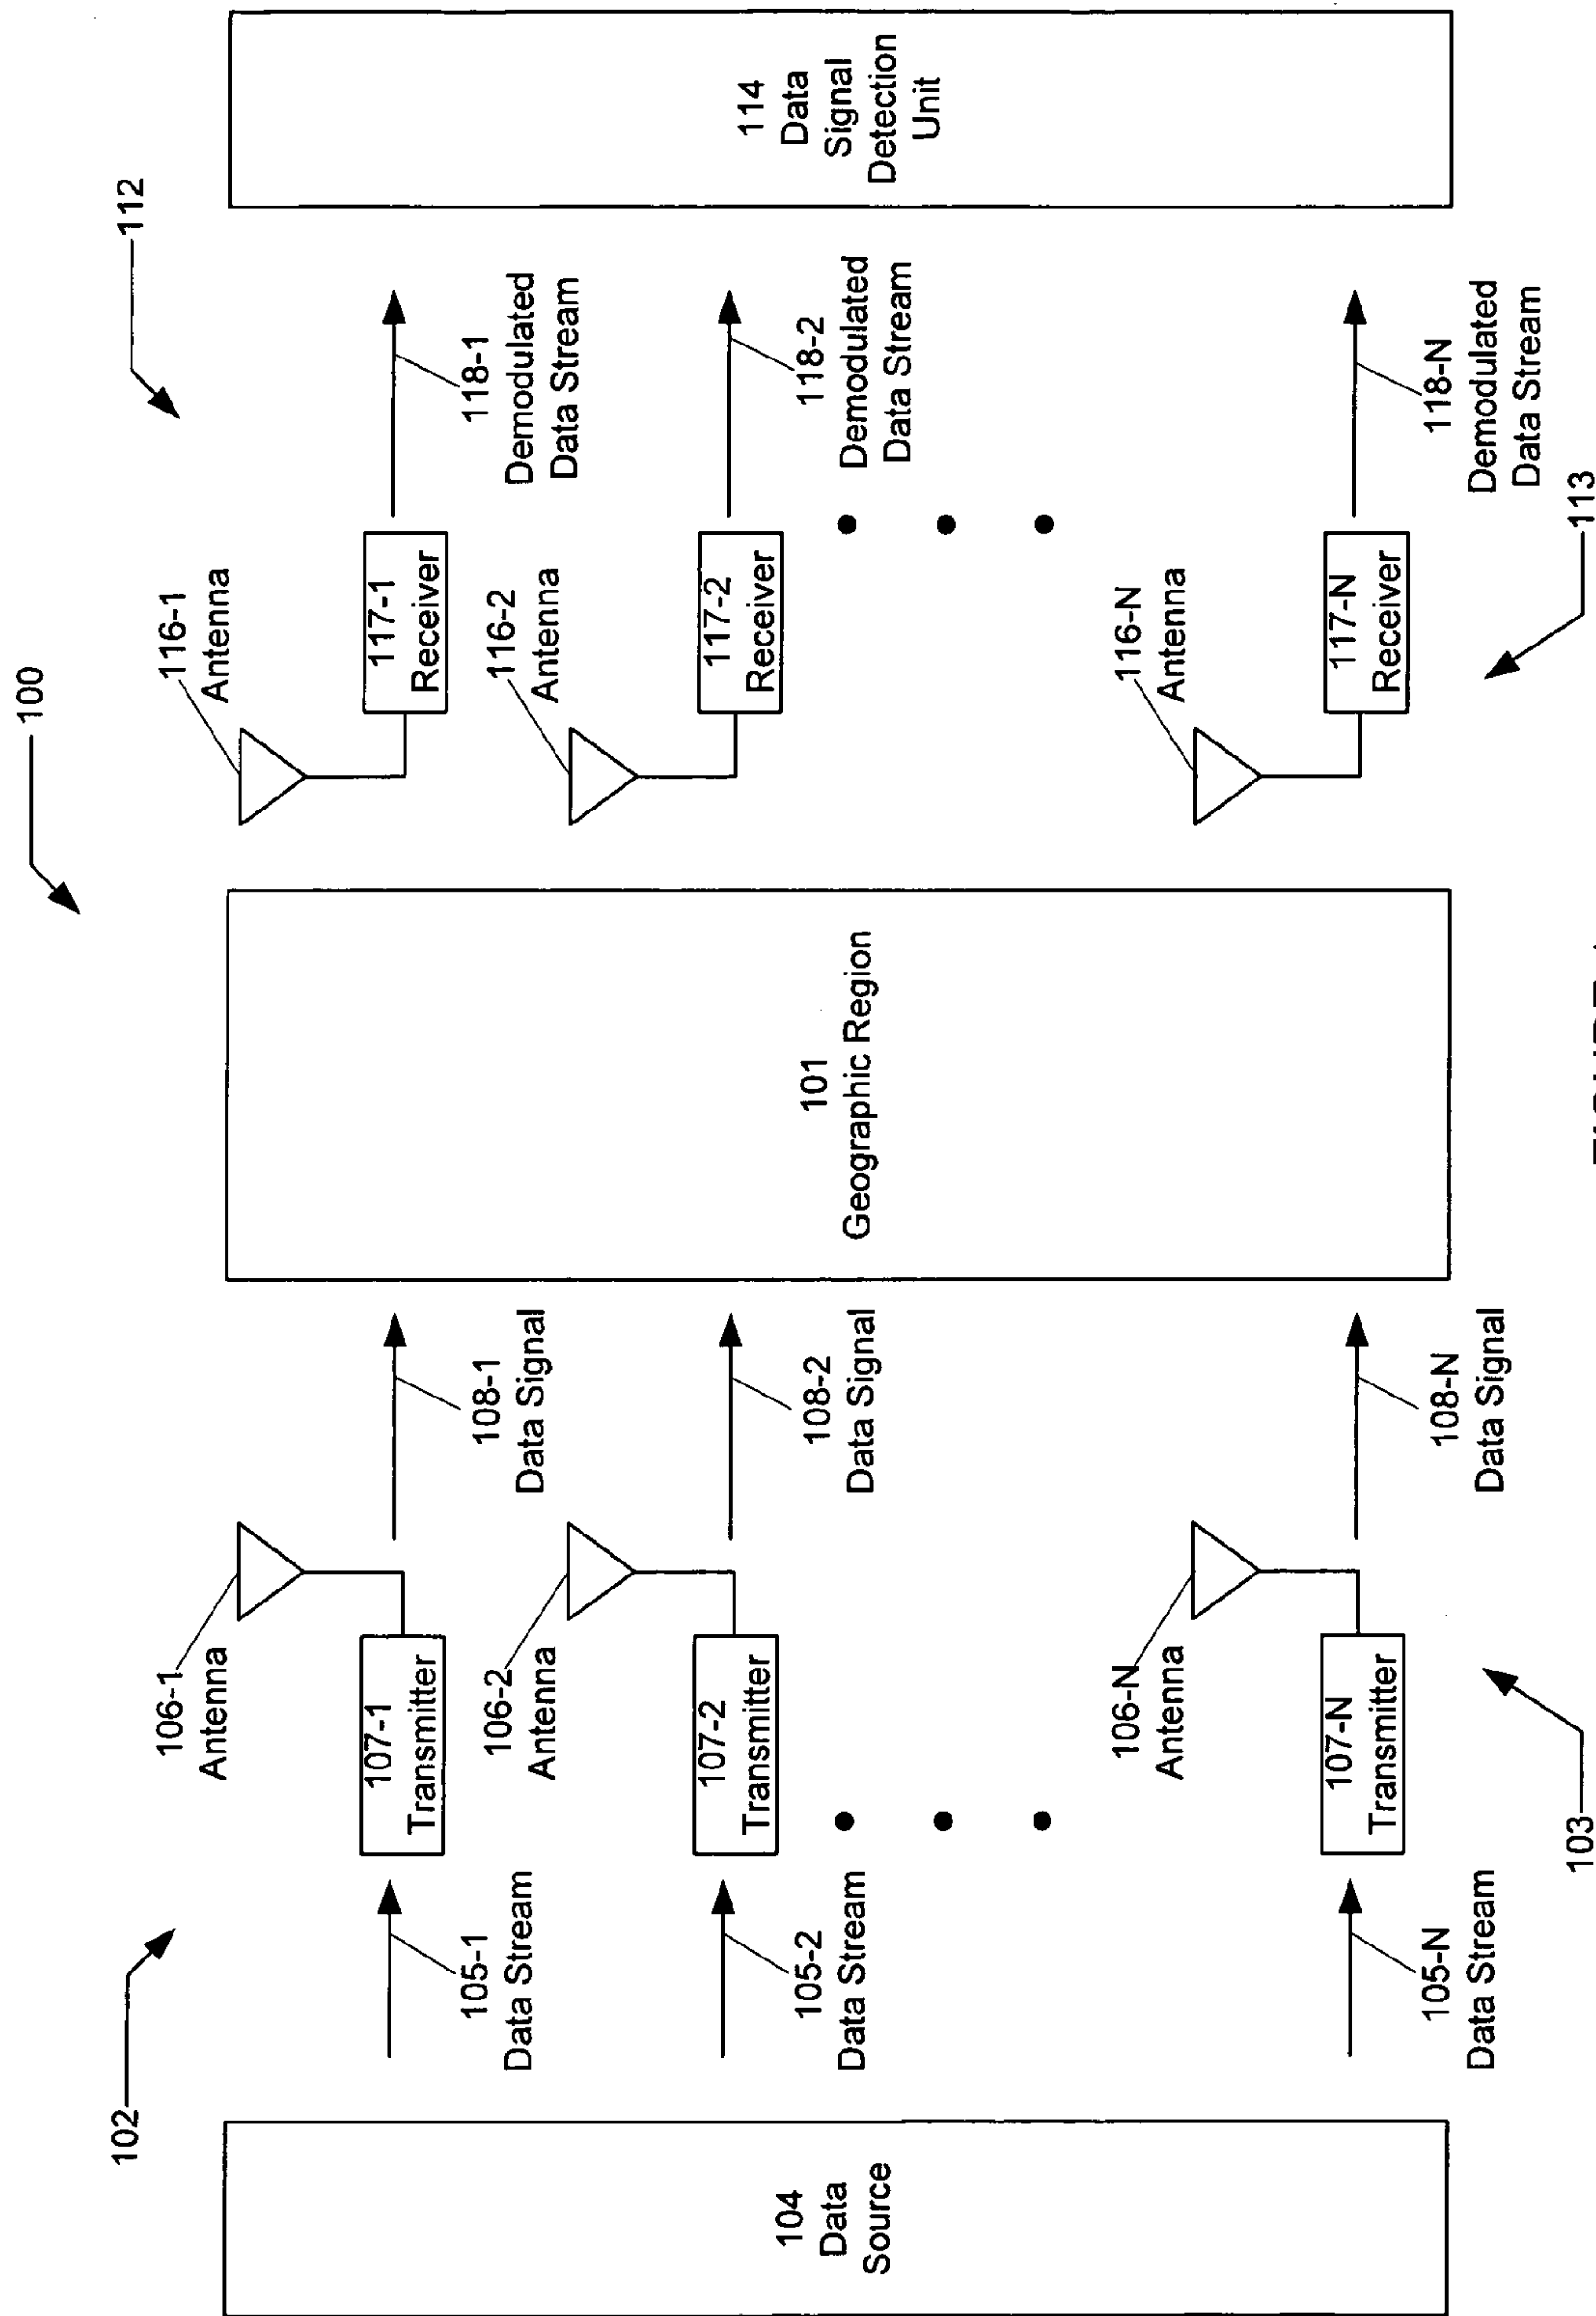 100
102
112
106-1
Antenna
116-1
Antenna
107-1
Transmitter
117-1
Receiver
105-1
Data Stream
108-1
Data Signal
118-1
Demodulated
Data Stream
106-2
Antenna
116-2
Antenna
107-2
Transmitter
117-2
Receiver
105-2
Data Stream
108-2
Data Signal
118-2
Demodulated
Data Stream
104
Data
Source
101
Geographic Region
114
Data
Signal
Detection
Unit
106-N
Antenna
116-N
Antenna
107-N
Transmitter
117-N
Receiver
105-N
Data Stream
108-N
Data Signal
118-N
Demodulated
Data Stream
103
113